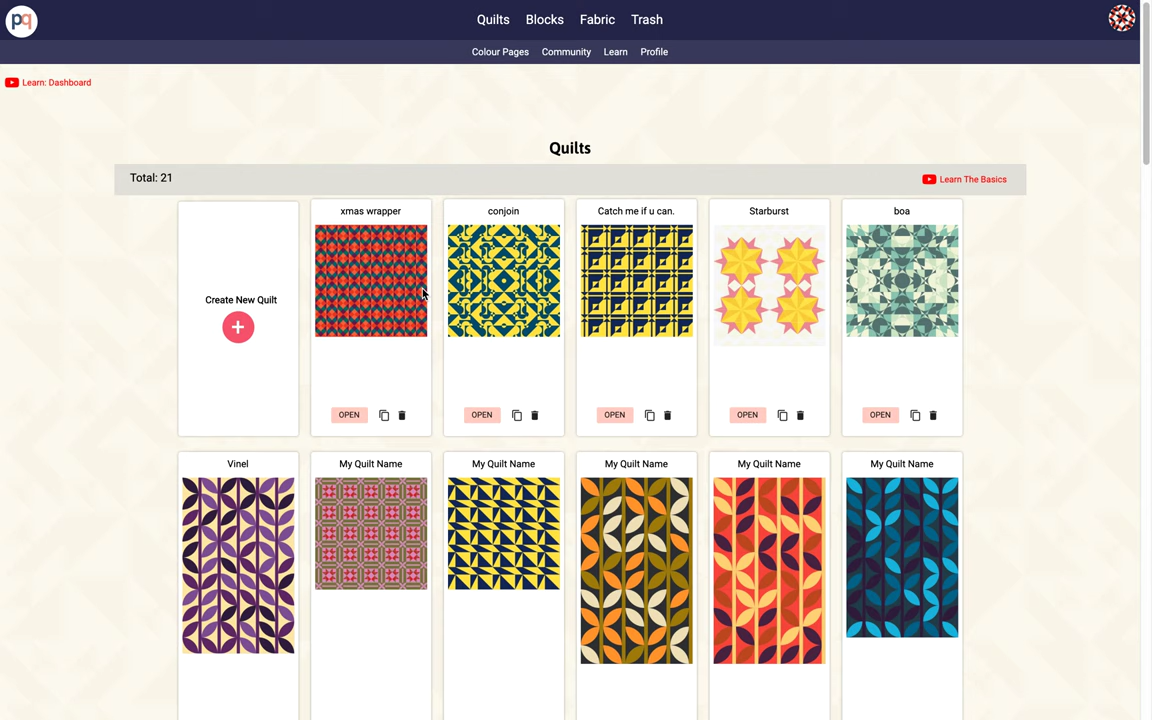 pq
Quilts Blocks Fabric Trash
Colour Pages Community Learn Profile
Learn: Dashboard
Quilts
Total: 21
Learn The Basics
Create New Quilt
xmas wrapper
OPEN
conjoin
OPEN
Catch me if u can.
OPEN
Starburst
OPEN
boa
OPEN
Vinel
My Quilt Name
My Quilt Name
My Quilt Name
My Quilt Name
My Quilt Name